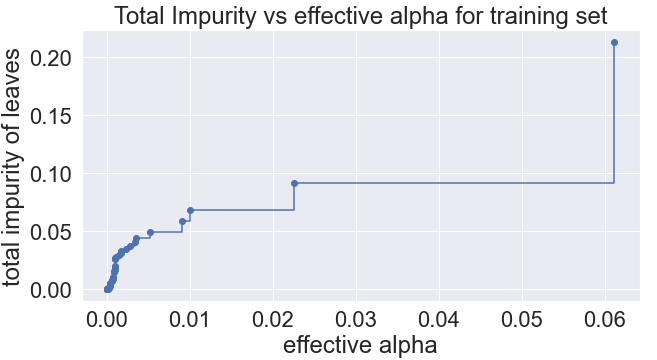 Total Impurity vs effective alpha for training set
total impurity of leaves
0.20
0.15
0.10
0.05
0.00
0.00 0.01 0.02 0.03 0.04 0.05 0.06
effective alpha